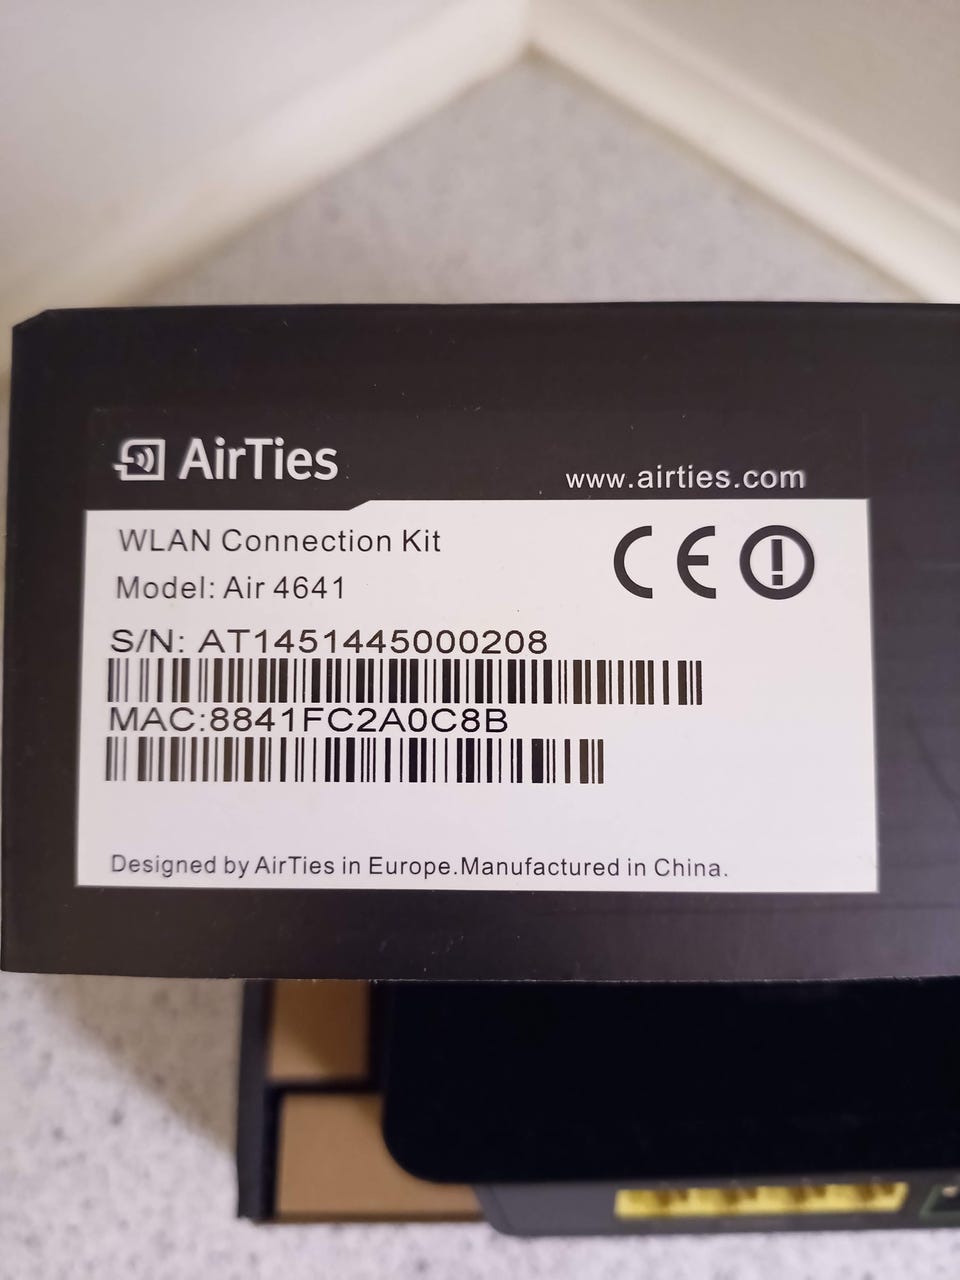 AirTies
www.airties.com
WLAN Connection Kit
Model: Air 4641
CE
S/N: AT1451445000208
MAC:8841FC2A0C8B
Designed by AirTies in Europe.Manufactured in China.